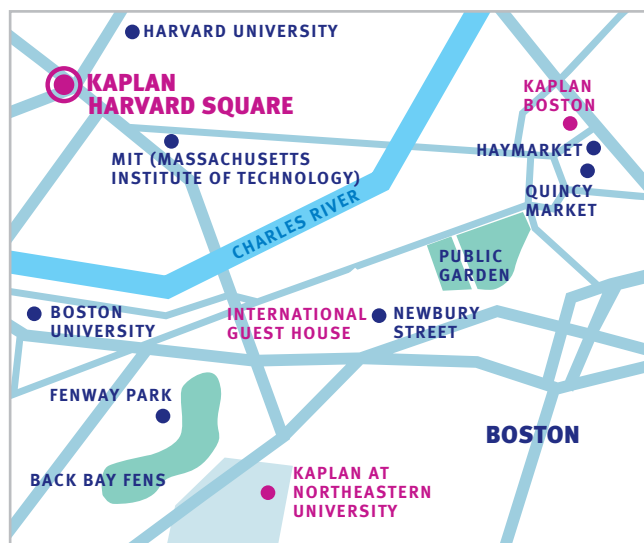 HARVARD UNIVERSITY
KAPLAN
HARVARD SQUARE
KAPLAN
BOSTON
MIT (MASSACHUSETTS
INSTITUTE OF TECHNOLOGY)
HAYMARKET
QUINCY
MARKET
CHARLES RIVER
PUBLIC
GARDEN
BOSTON
UNIVERSITY
INTERNATIONAL
GUEST HOUSE
NEWBURY
STREET
FENWAY PARK
BOSTON
BACK BAY FENS
KAPLAN AT
NORTHEASTERN
UNIVERSITY